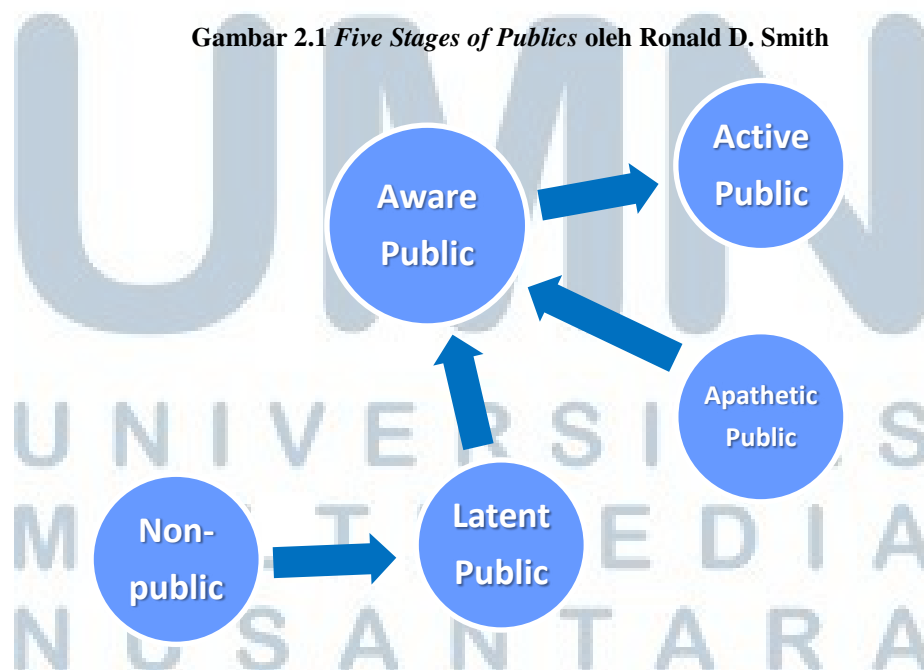 Gambar 2.1 Five Stages of Publics oleh Ronald D. Smith
Active
Public
Aware
Public
Apathetic
Public
Latent
Public
Non-
public
UMN
UNIVERSITAS
MULTIMEDIA
NUSANTARA